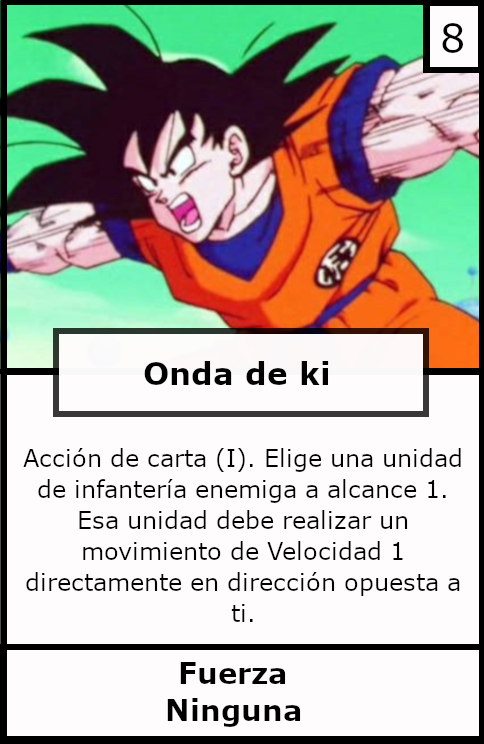 8
Onda de ki
Acción de carta (I). Elige una unidad
de infantería enemiga a alcance 1.
Esa unidad debe realizar un
movimiento de Velocidad 1
directamente en dirección opuesta a
ti.
Fuerza
Ninguna